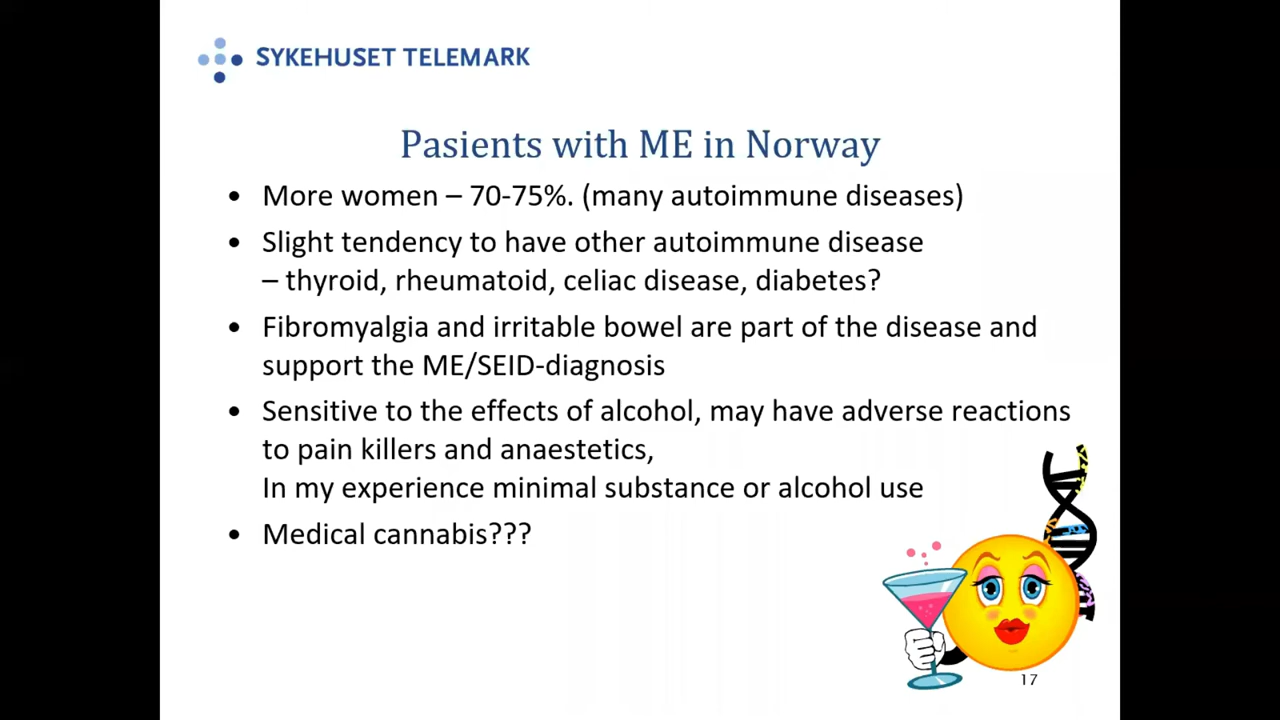 SYKEHUSET TELEMARK
Pasients with ME in Norway
• More women – 70-75%. (many autoimmune diseases)
• Slight tendency to have other autoimmune disease
– thyroid, rheumatoid, celiac disease, diabetes?
• Fibromyalgia and irritable bowel are part of the disease and
support the ME/SEID-diagnosis
• Sensitive to the effects of alcohol, may have adverse reactions
to pain killers and anaestetics,
In my experience minimal substance or alcohol use
• Medical cannabis???
17